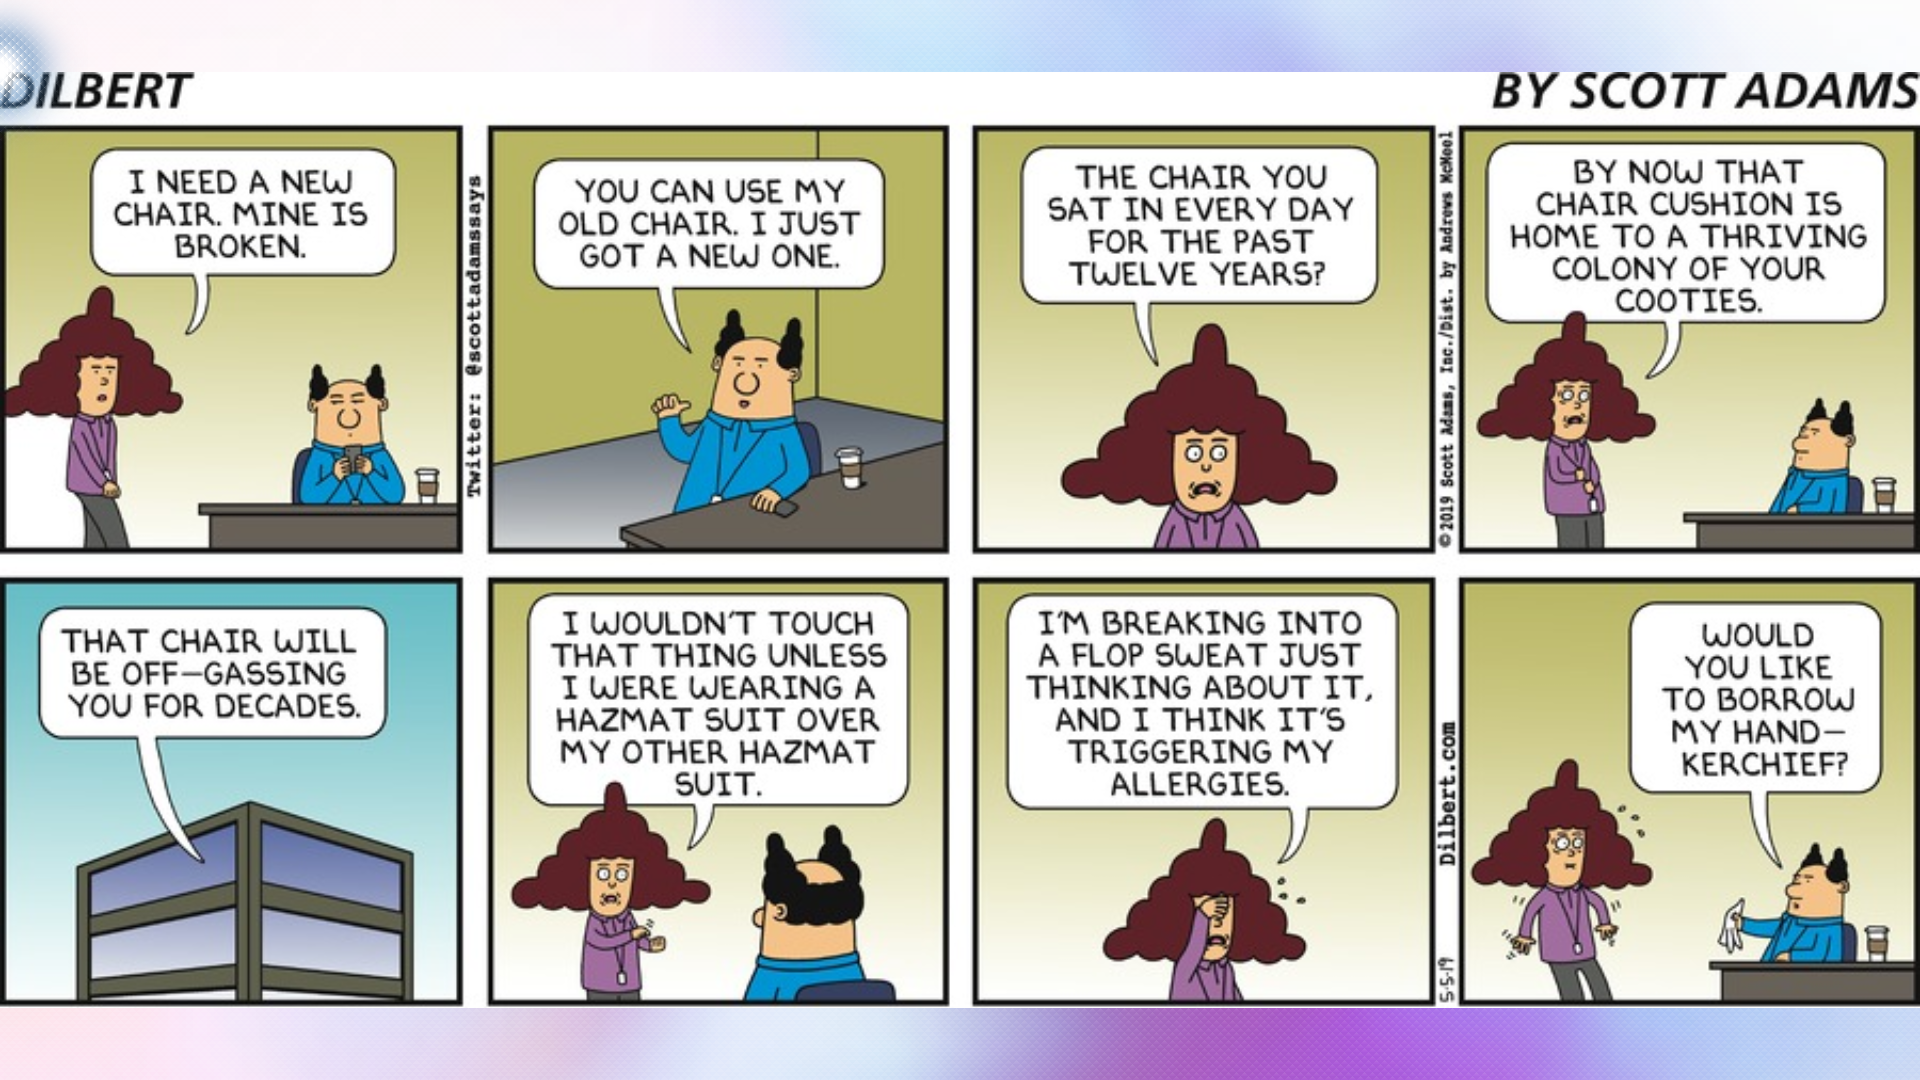 DILBERT
BY SCOTT ADAMS
I NEED A NEW
CHAIR. MINE IS
BROKEN.
Twitter: @scottadamssays
YOU CAN USE MY
OLD CHAIR. I JUST
GOT A NEW ONE.
THE CHAIR YOU
SAT IN EVERY DAY
FOR THE PAST
TWELVE YEARS?
©2019 Scott Adams, Inc./Dist. by Andrews McMeel
BY NOW THAT
CHAIR CUSHION IS
HOME TO A THRIVING
COLONY OF YOUR
COOTIES.
THAT CHAIR WILL
BE OFF-GASSING
YOU FOR DECADES.
I WOULDN'T TOUCH
THAT THING UNLESS
I WERE WEARING A
HAZMAT SUIT OVER
MY OTHER HAZMAT
SUIT.
I'M BREAKING INTO
A FLOP SWEAT JUST
THINKING ABOUT IT,
AND I THINK IT'S
TRIGGERING MY
ALLERGIES.
5-5-19 Dilbert.com
WOULD
YOU LIKE
TO BORROW
MY HAND-
KERCHIEF?